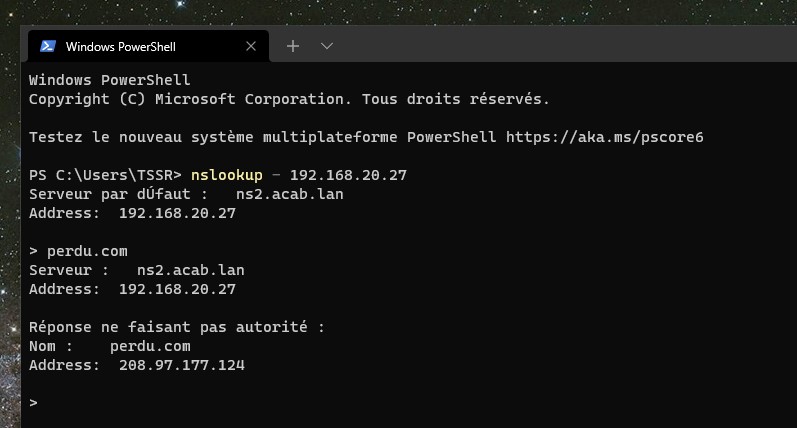 Windows PowerShell
Windows PowerShell
Copyright (C) Microsoft Corporation. Tous droits réservés.
Testez le nouveau système multiplateforme PowerShell https://aka.ms/pscore6
PS C:\Users\TSSR> nslookup - 192.168.20.27
Serveur par dÚfaut :   ns2.acab.lan
Address:  192.168.20.27
> perdu.com
Serveur :   ns2.acab.lan
Address:  192.168.20.27
Réponse ne faisant pas autorité :
Nom :    perdu.com
Address:  208.97.177.124
>